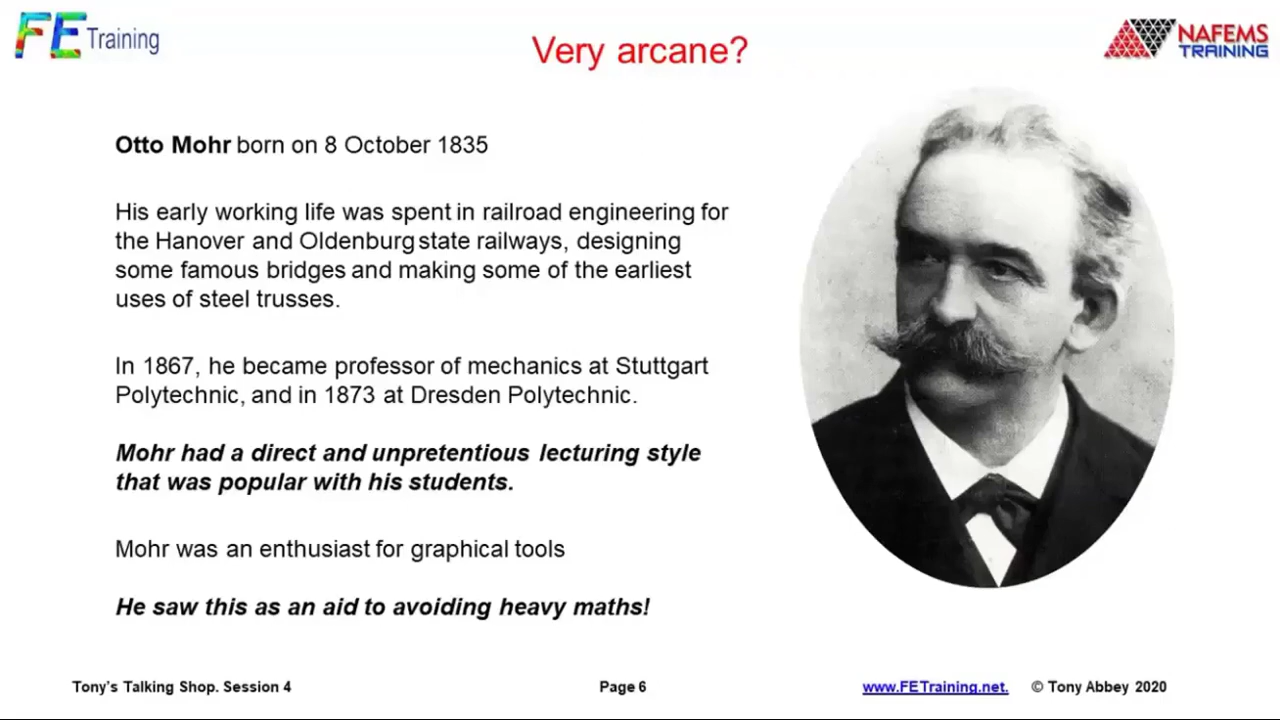 FE Training
Very arcane?
NAFEMS
TRAINING
Otto Mohr born on 8 October 1835
His early working life was spent in railroad engineering for
the Hanover and Oldenburg state railways, designing
some famous bridges and making some of the earliest
uses of steel trusses.
In 1867, he became professor of mechanics at Stuttgart
Polytechnic, and in 1873 at Dresden Polytechnic.
Mohr had a direct and unpretentious lecturing style
that was popular with his students.
Mohr was an enthusiast for graphical tools
He saw this as an aid to avoiding heavy maths!
Tony's Talking Shop. Session 4
Page 6
www.FETraining.net. © Tony Abbey 2020